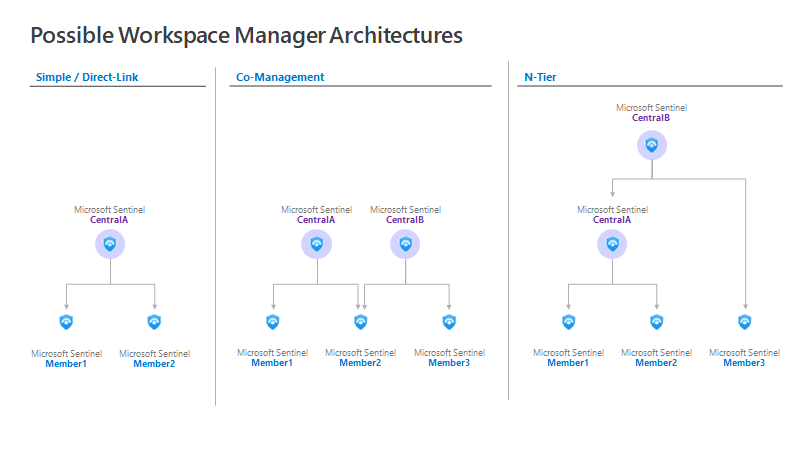 Possible Workspace Manager Architectures
Simple / Direct-Link
Microsoft Sentinel
CentralA
Microsoft Sentinel
Member1
Microsoft Sentinel
Member2
Co-Management
Microsoft Sentinel
CentralA
Microsoft Sentinel
CentralB
Microsoft Sentinel
Member1
Microsoft Sentinel
Member2
Microsoft Sentinel
Member3
N-Tier
Microsoft Sentinel
CentralB
Microsoft Sentinel
CentralA
Microsoft Sentinel
Member1
Microsoft Sentinel
Member2
Microsoft Sentinel
Member3